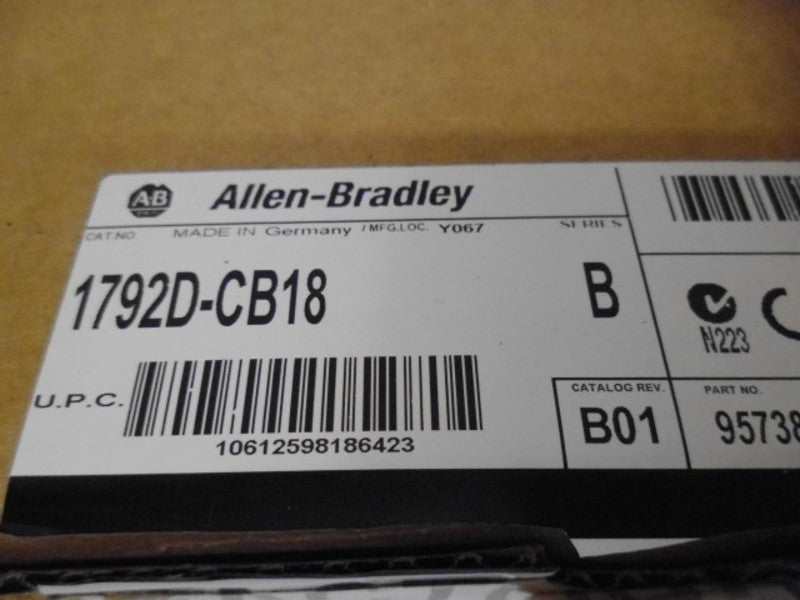 AB Allen-Bradley
CAT.NO. MADE IN Germany / MFG.LOC. Y067 SERIES
1792D-CB18 B
N223
U.P.C.
10612598186423
CATALOG REV. PART NO.
B01 95738